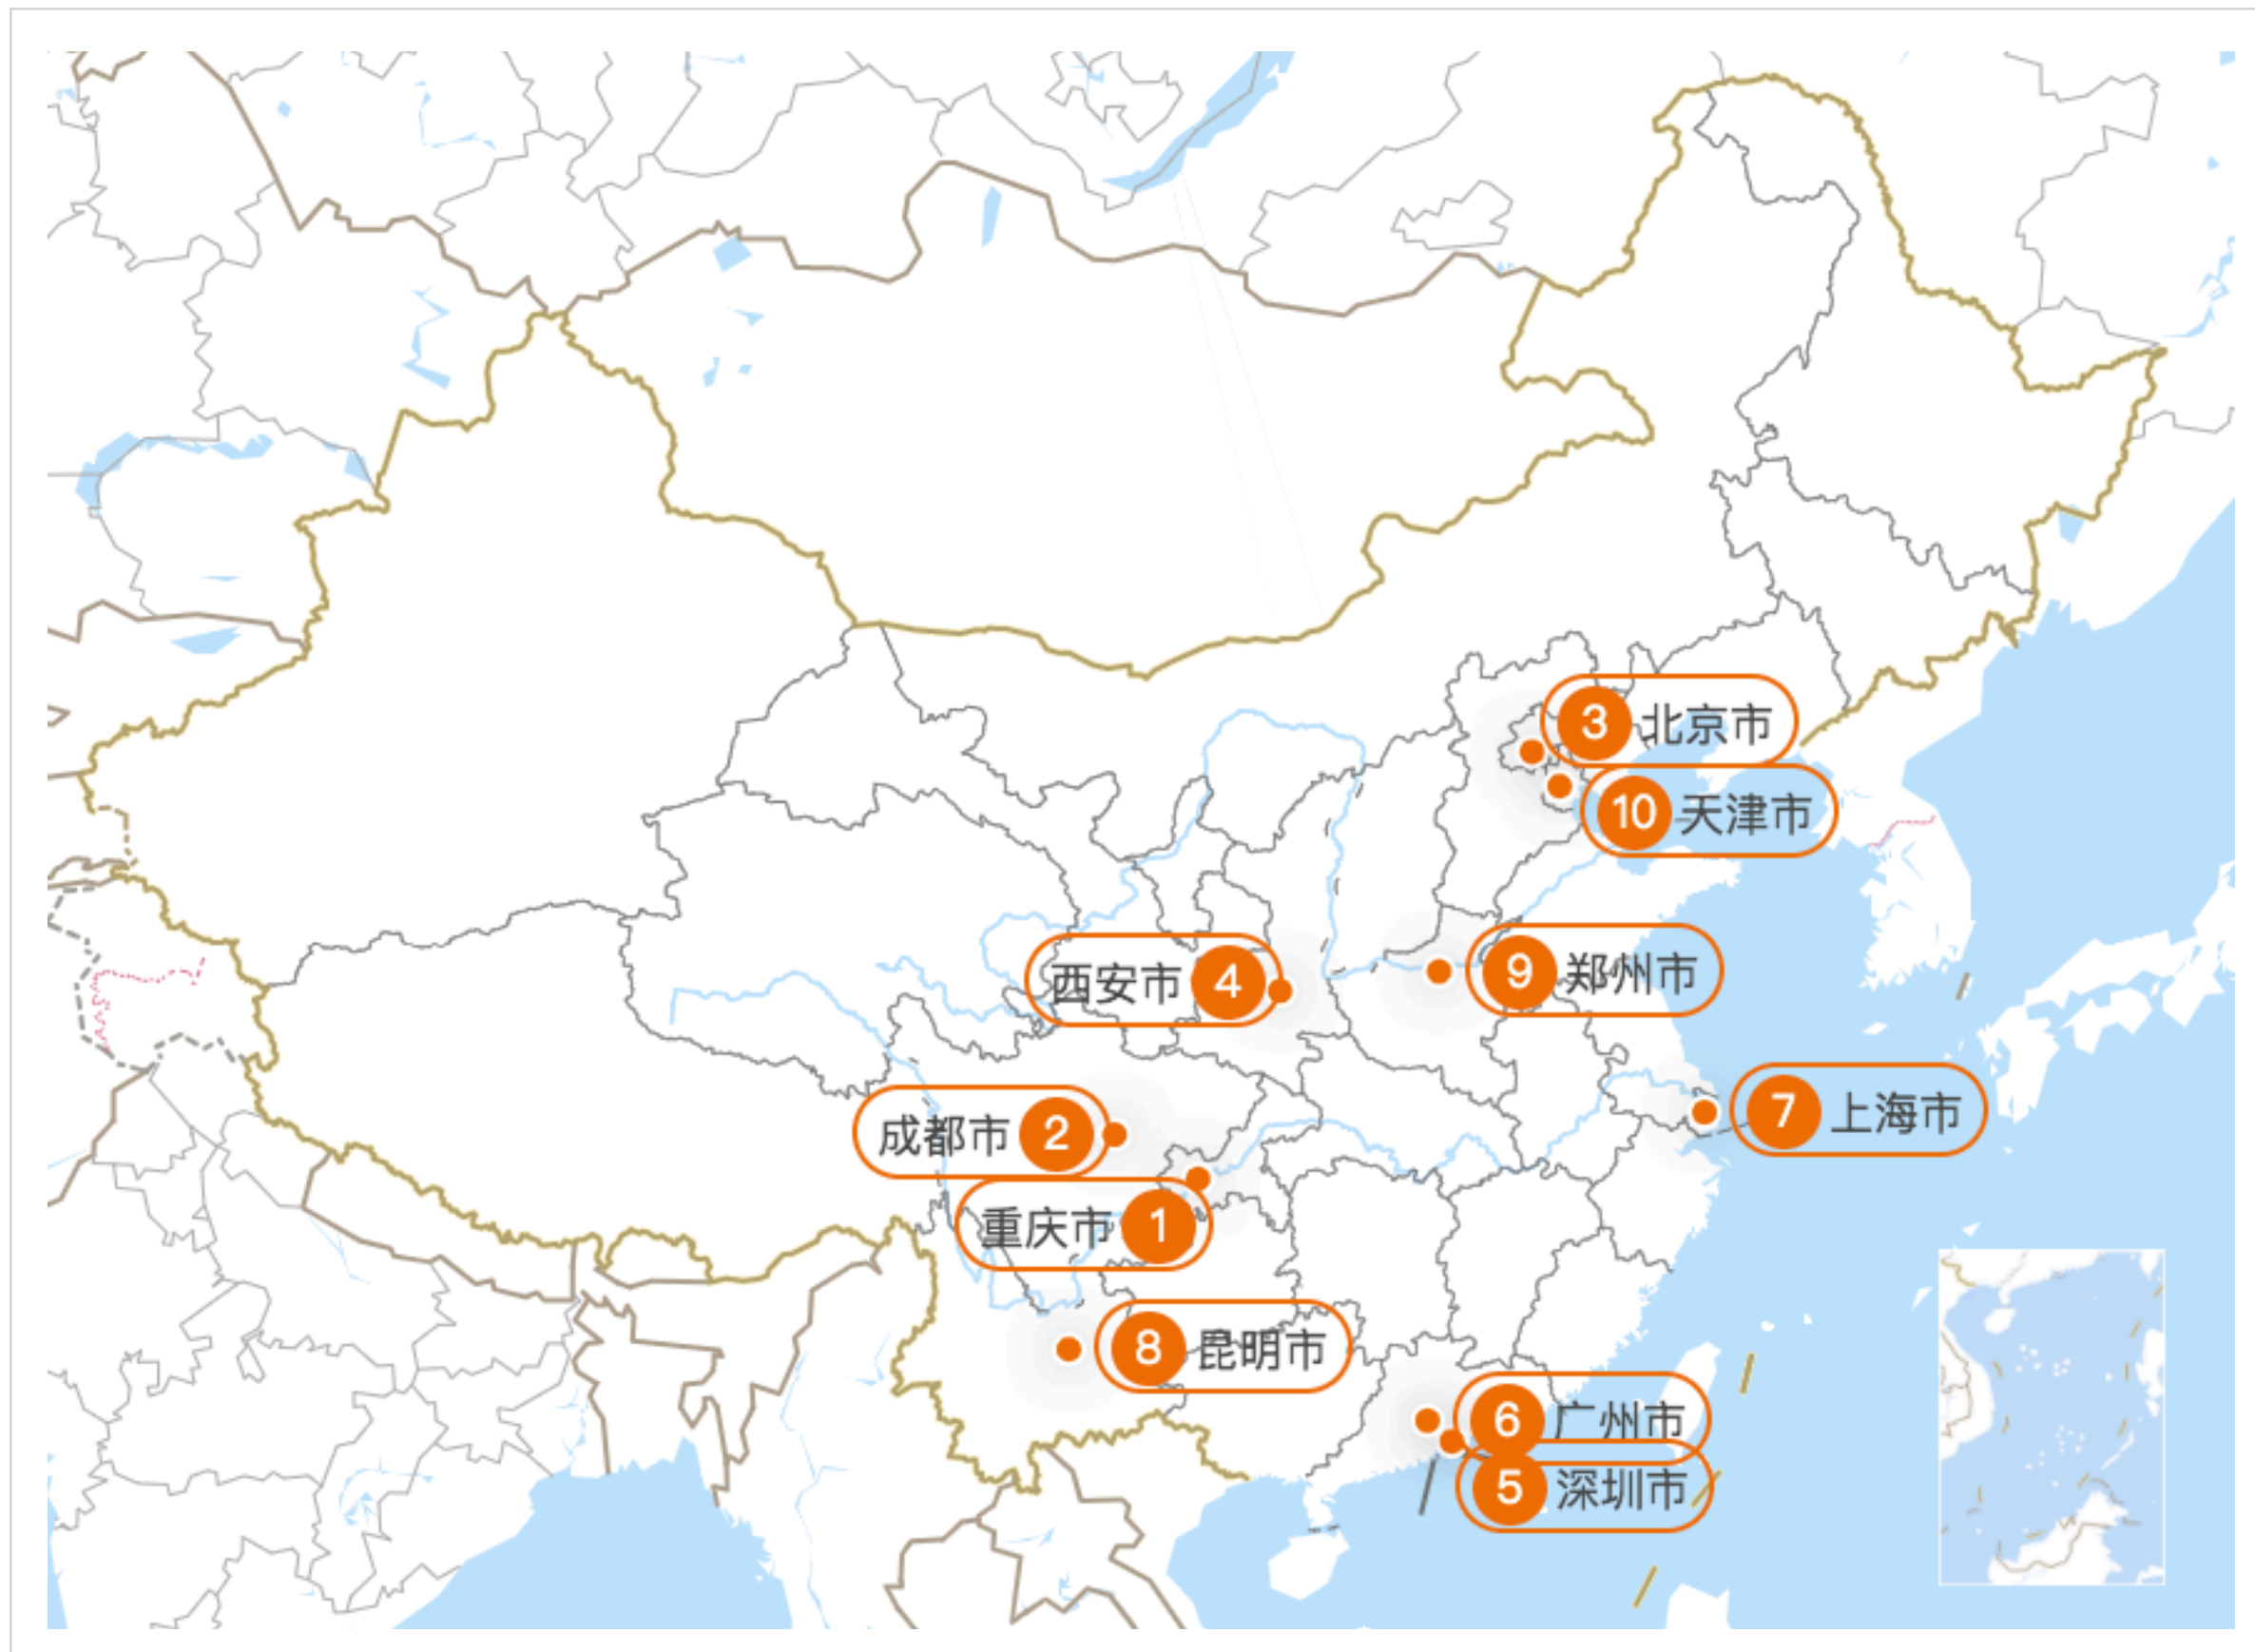 3 北京市
10 天津市
西安市 4
9 郑州市
成都市 2
7 上海市
重庆市 1
8 昆明市
6 广州市
5 深圳市